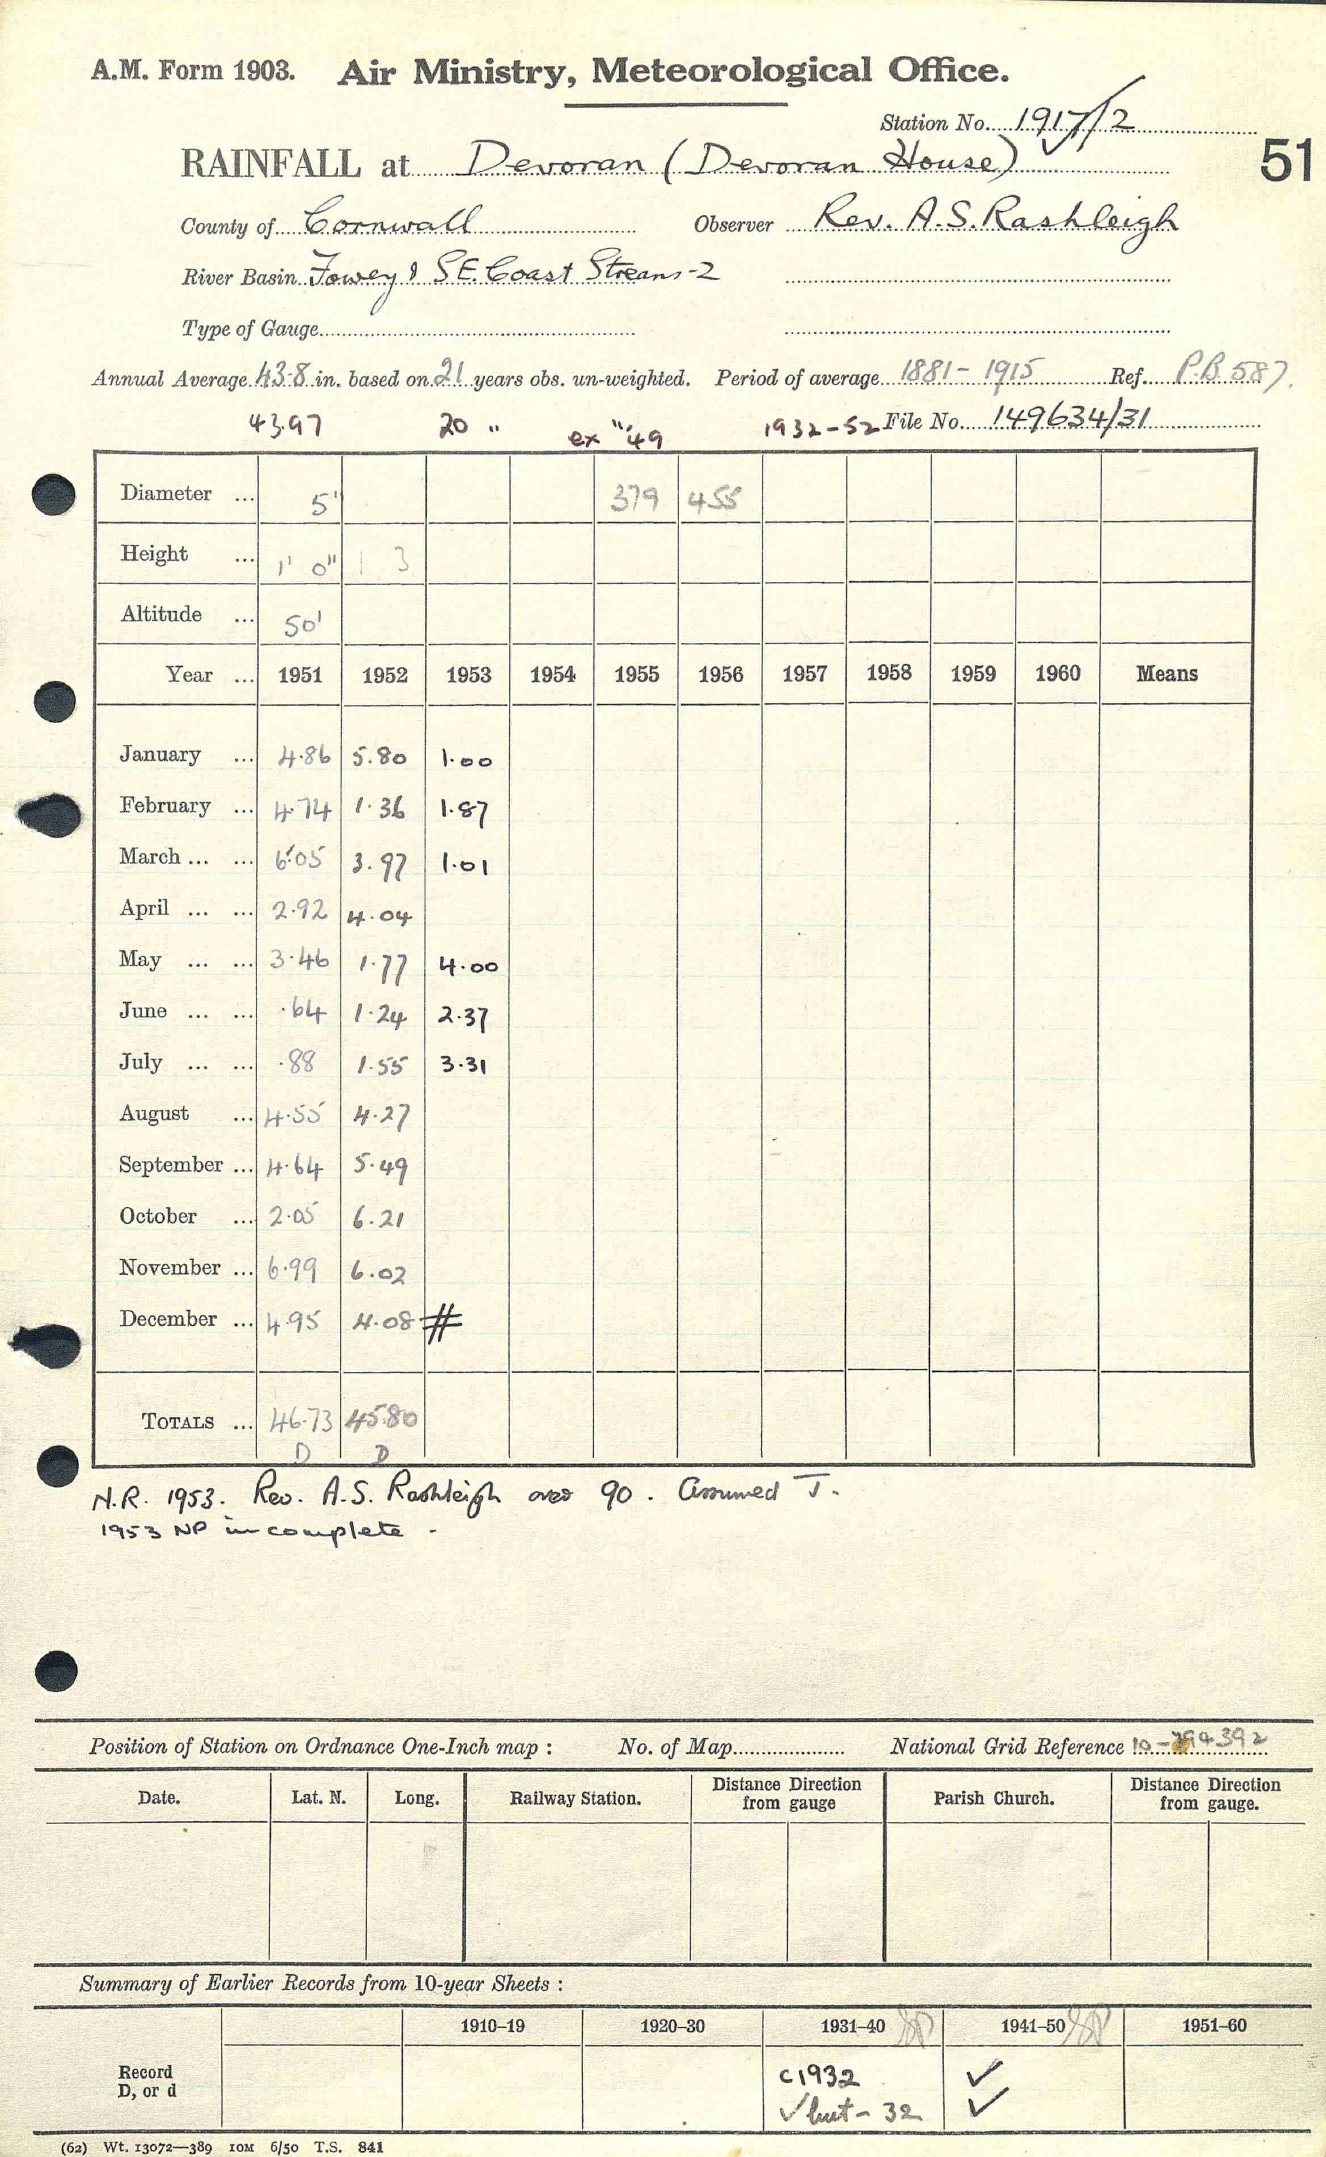 A.M. Form 1903. Air Ministry, Meteorological Office.
Station No. 1917/2
51
RAINFALL at Devoran (Devoran House)
County of Cornwall Observer Rev. A.S. Rashleigh
River Basin Fowey & SE. Coast Streams-2
Type of Gauge
Annual Average 43.8 in. based on 21 years obs. un-weighted. Period of average 1881-1915 Ref. P.B. 587.
43.97 20 " ex "49 1932-52 File No. 149634/31
Diameter ... 5" 379 455
Height ... 1' 0" 1 3
Altitude ... 50'
Year ... 1951 1952 1953 1954 1955 1956 1957 1958 1959 1960 Means
January ... 4.86 5.80 1.00
February ... 4.74 1.36 1.87
March ... ... 6.05 3.97 1.01
April ... ... 2.92 4.04
May ... ... 3.46 1.77 4.00
June ... ... .64 1.24 2.37
July ... ... .88 1.55 3.31
August ... 4.55 4.27
September ... 4.64 5.49
October ... 2.05 6.21
November ... 6.99 6.02
December ... 4.95 4.08 #
TOTALS ... 46.73 45.80
D D
N.R. 1953. Rev. A.S. Rashleigh over 90. Assumed T.
1953 NP incomplete -
Position of Station on Ordnance One-Inch map : No. of Map National Grid Reference 10-794392
Date. Lat. N. Long. Railway Station. Distance Direction from gauge Parish Church. Distance Direction from gauge.
Summary of Earlier Records from 10-year Sheets :
1910-19 1920-30 1931-40 1941-50 1951-60
Record c1932 ✓
D, or d ✓ but - 32 ✓
(62) Wt. 13072—389 10M 6/50 T.S. 841